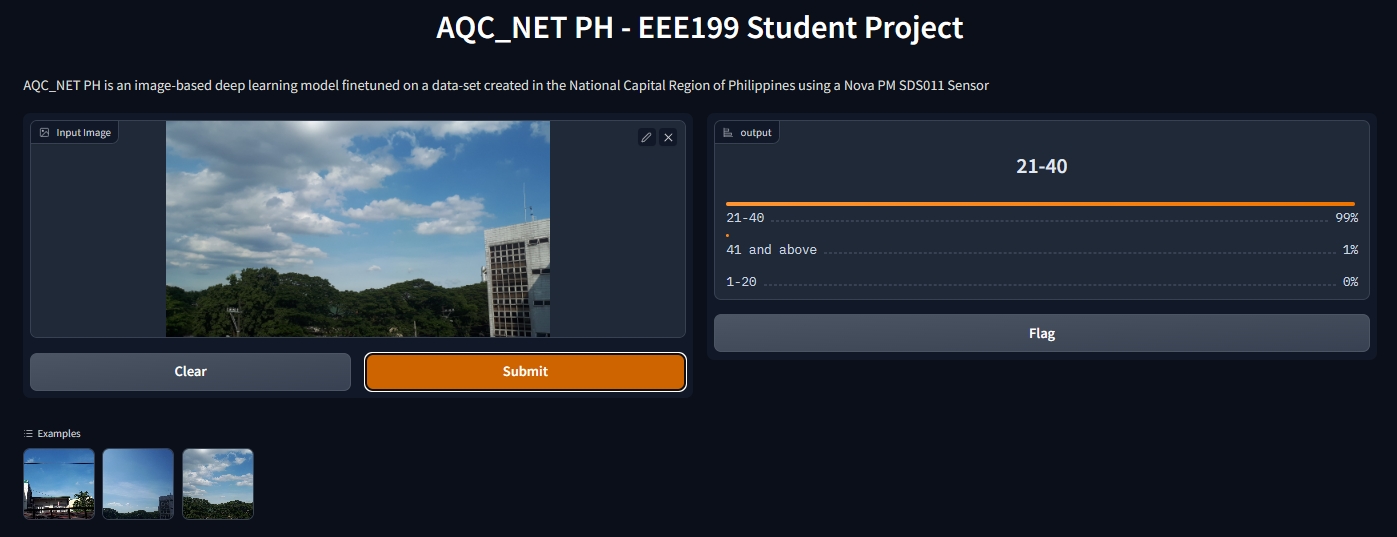 AQC_NET PH - EEE199 Student Project
AQC_NET PH is an image-based deep learning model finetuned on a data-set created in the National Capital Region of Philippines using a Nova PM SDS011 Sensor
Input Image
Clear
Submit
Examples
output
21-40
21-40 99%
41 and above 1%
1-20 0%
Flag